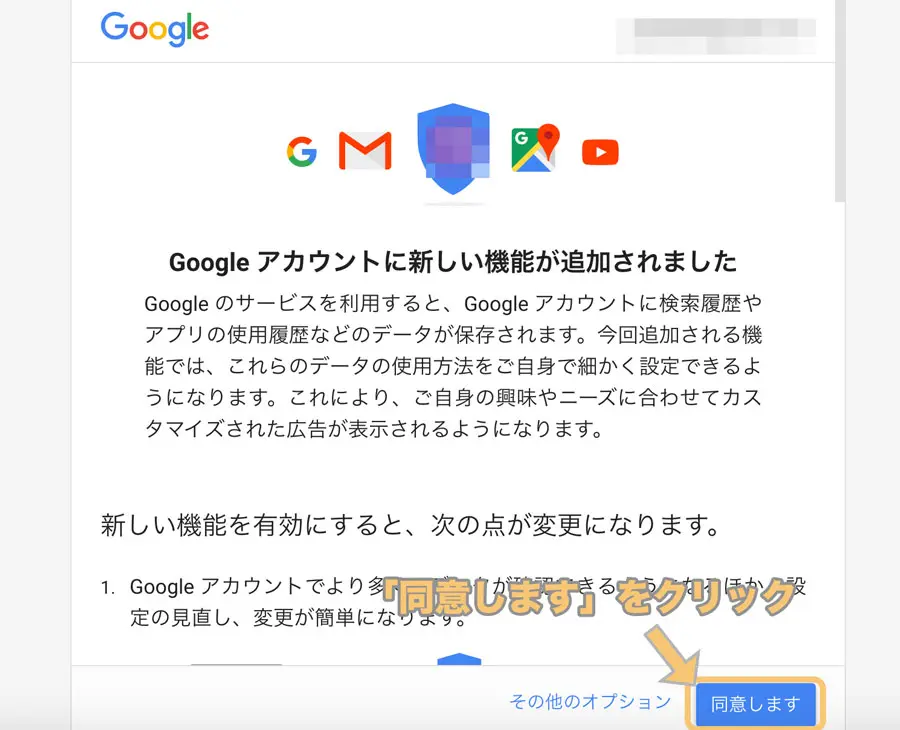 Google
Google アカウントに新しい機能が追加されました
Google のサービスを利用すると、Google アカウントに検索履歴や
アプリの使用履歴などのデータが保存されます。今回追加される機
能では、これらのデータの使用方法をご自身で細かく設定できるよ
うになります。これにより、ご自身の興味やニーズに合わせてカス
タマイズされた広告が表示されるようになります。
新しい機能を有効にすると、次の点が変更になります。
1. Google アカウントでより多 設
定の見直し、変更が簡単になります。
「同意します」をクリック
その他のオプション
同意します